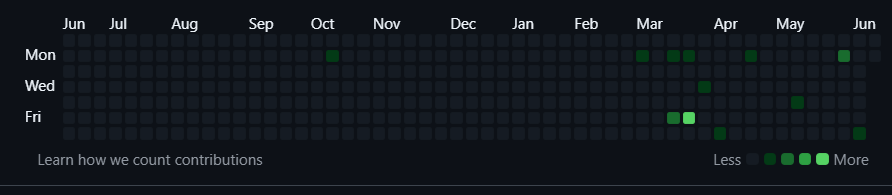 Jun Jul Aug Sep Oct Nov Dec Jan Feb Mar Apr May Jun
Mon
Wed
Fri
Learn how we count contributions Less More